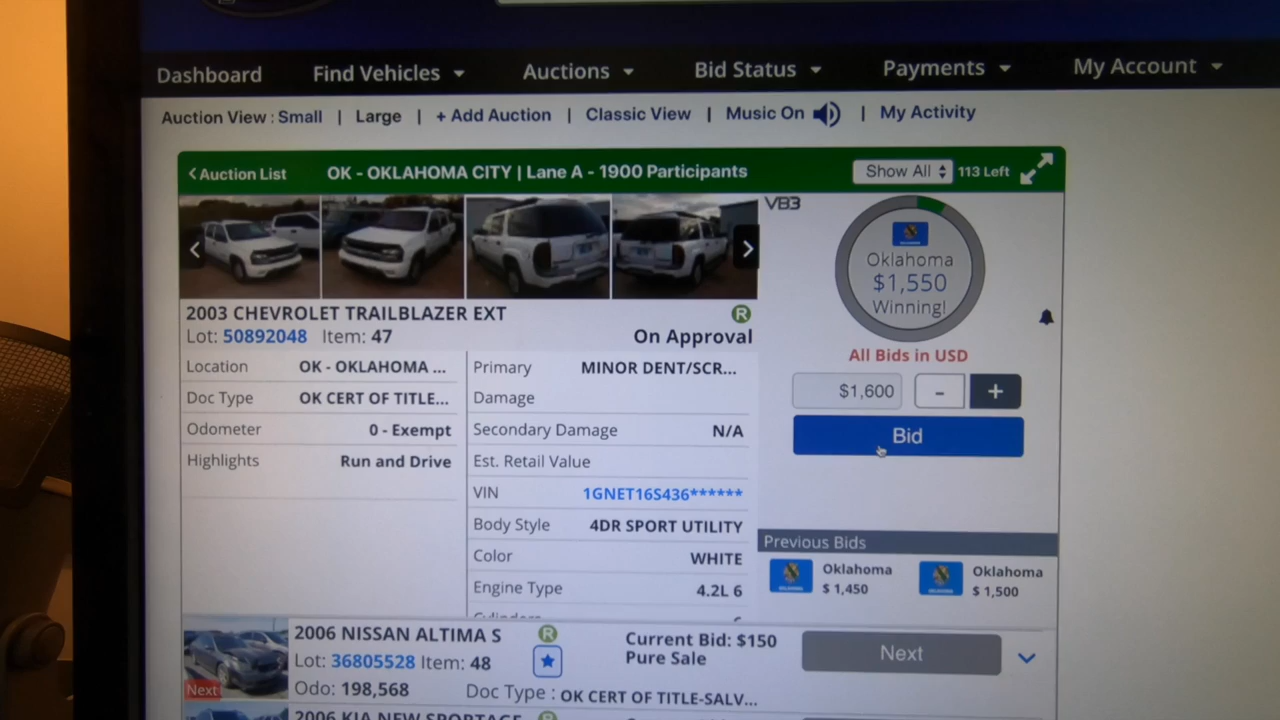 Dashboard Find Vehicles Auctions Bid Status Payments My Account
Auction View : Small | Large | + Add Auction | Classic View | Music On | My Activity
Auction List OK - OKLAHOMA CITY | Lane A - 1900 Participants Show All 113 Left
VB3
Oklahoma
$1,550
Winning!
2003 CHEVROLET TRAILBLAZER EXT R
Lot: 50892048 Item: 47 On Approval
All Bids in USD
$1,600 - +
Bid
Location OK - OKLAHOMA ...
Doc Type OK CERT OF TITLE...
Odometer 0 - Exempt
Highlights Run and Drive
Primary Damage MINOR DENT/SCR...
Secondary Damage N/A
Est. Retail Value
VIN 1GNET16S436******
Body Style 4DR SPORT UTILITY
Color WHITE
Engine Type 4.2L 6
Previous Bids
Oklahoma Oklahoma
$ 1,450 $ 1,500
2006 NISSAN ALTIMA S R
Lot: 36805528 Item: 48
Odo: 198,568 Doc Type : OK CERT OF TITLE-SALV...
Current Bid: $150
Pure Sale
Next
Next
2006 KIA NEW SPORTAGE